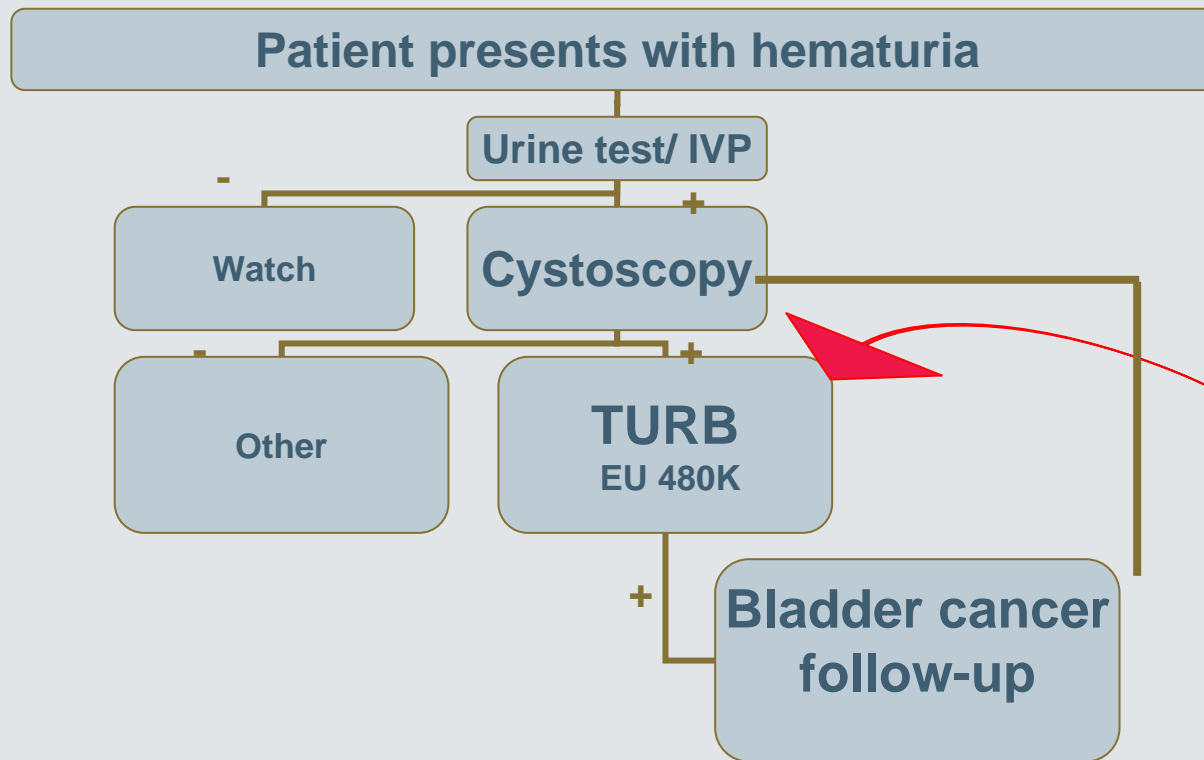 Patient presents with hematuria
Urine test/ IVP
-
+
Watch
Cystoscopy
-
+
Other
TURB
EU 480K
+
Bladder cancer
follow-up